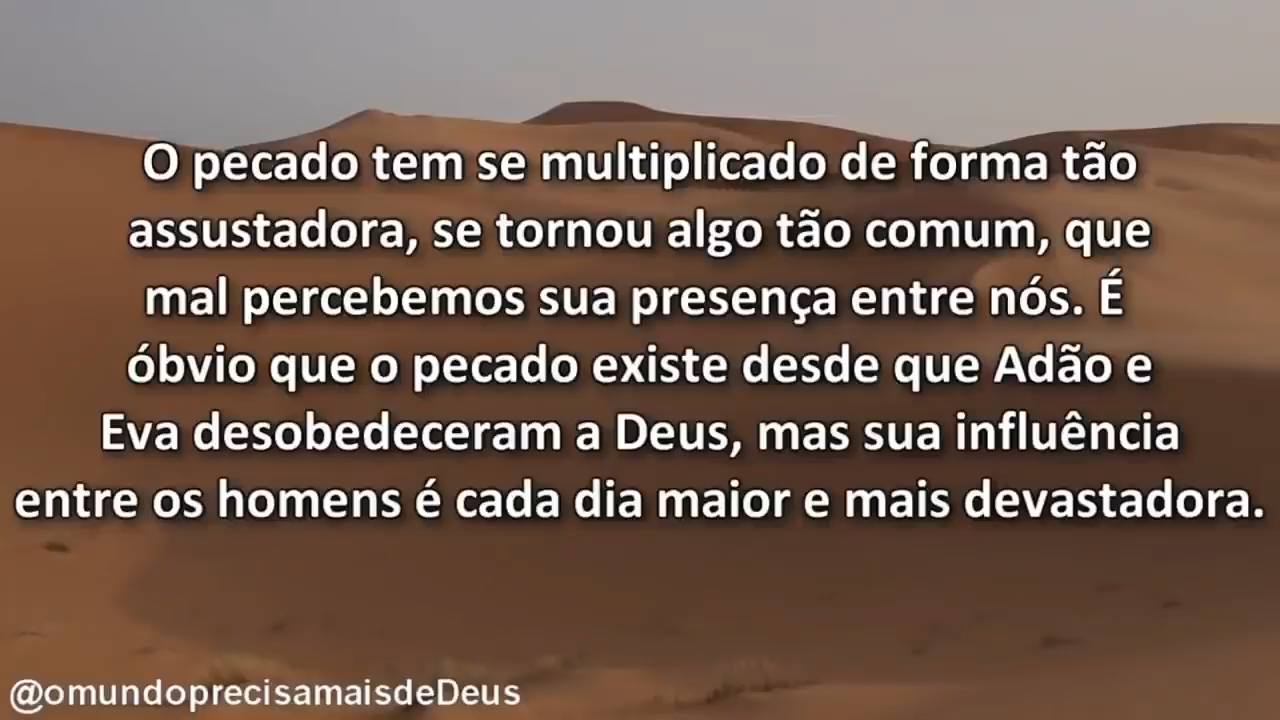 O pecado tem se multiplicado de forma tão
assustadora, se tornou algo tão comum, que
mal percebemos sua presença entre nós. É
óbvio que o pecado existe desde que Adão e
Eva desobedeceram a Deus, mas sua influência
entre os homens é cada dia maior e mais devastadora.
@omundoprecisamaisdeDeus